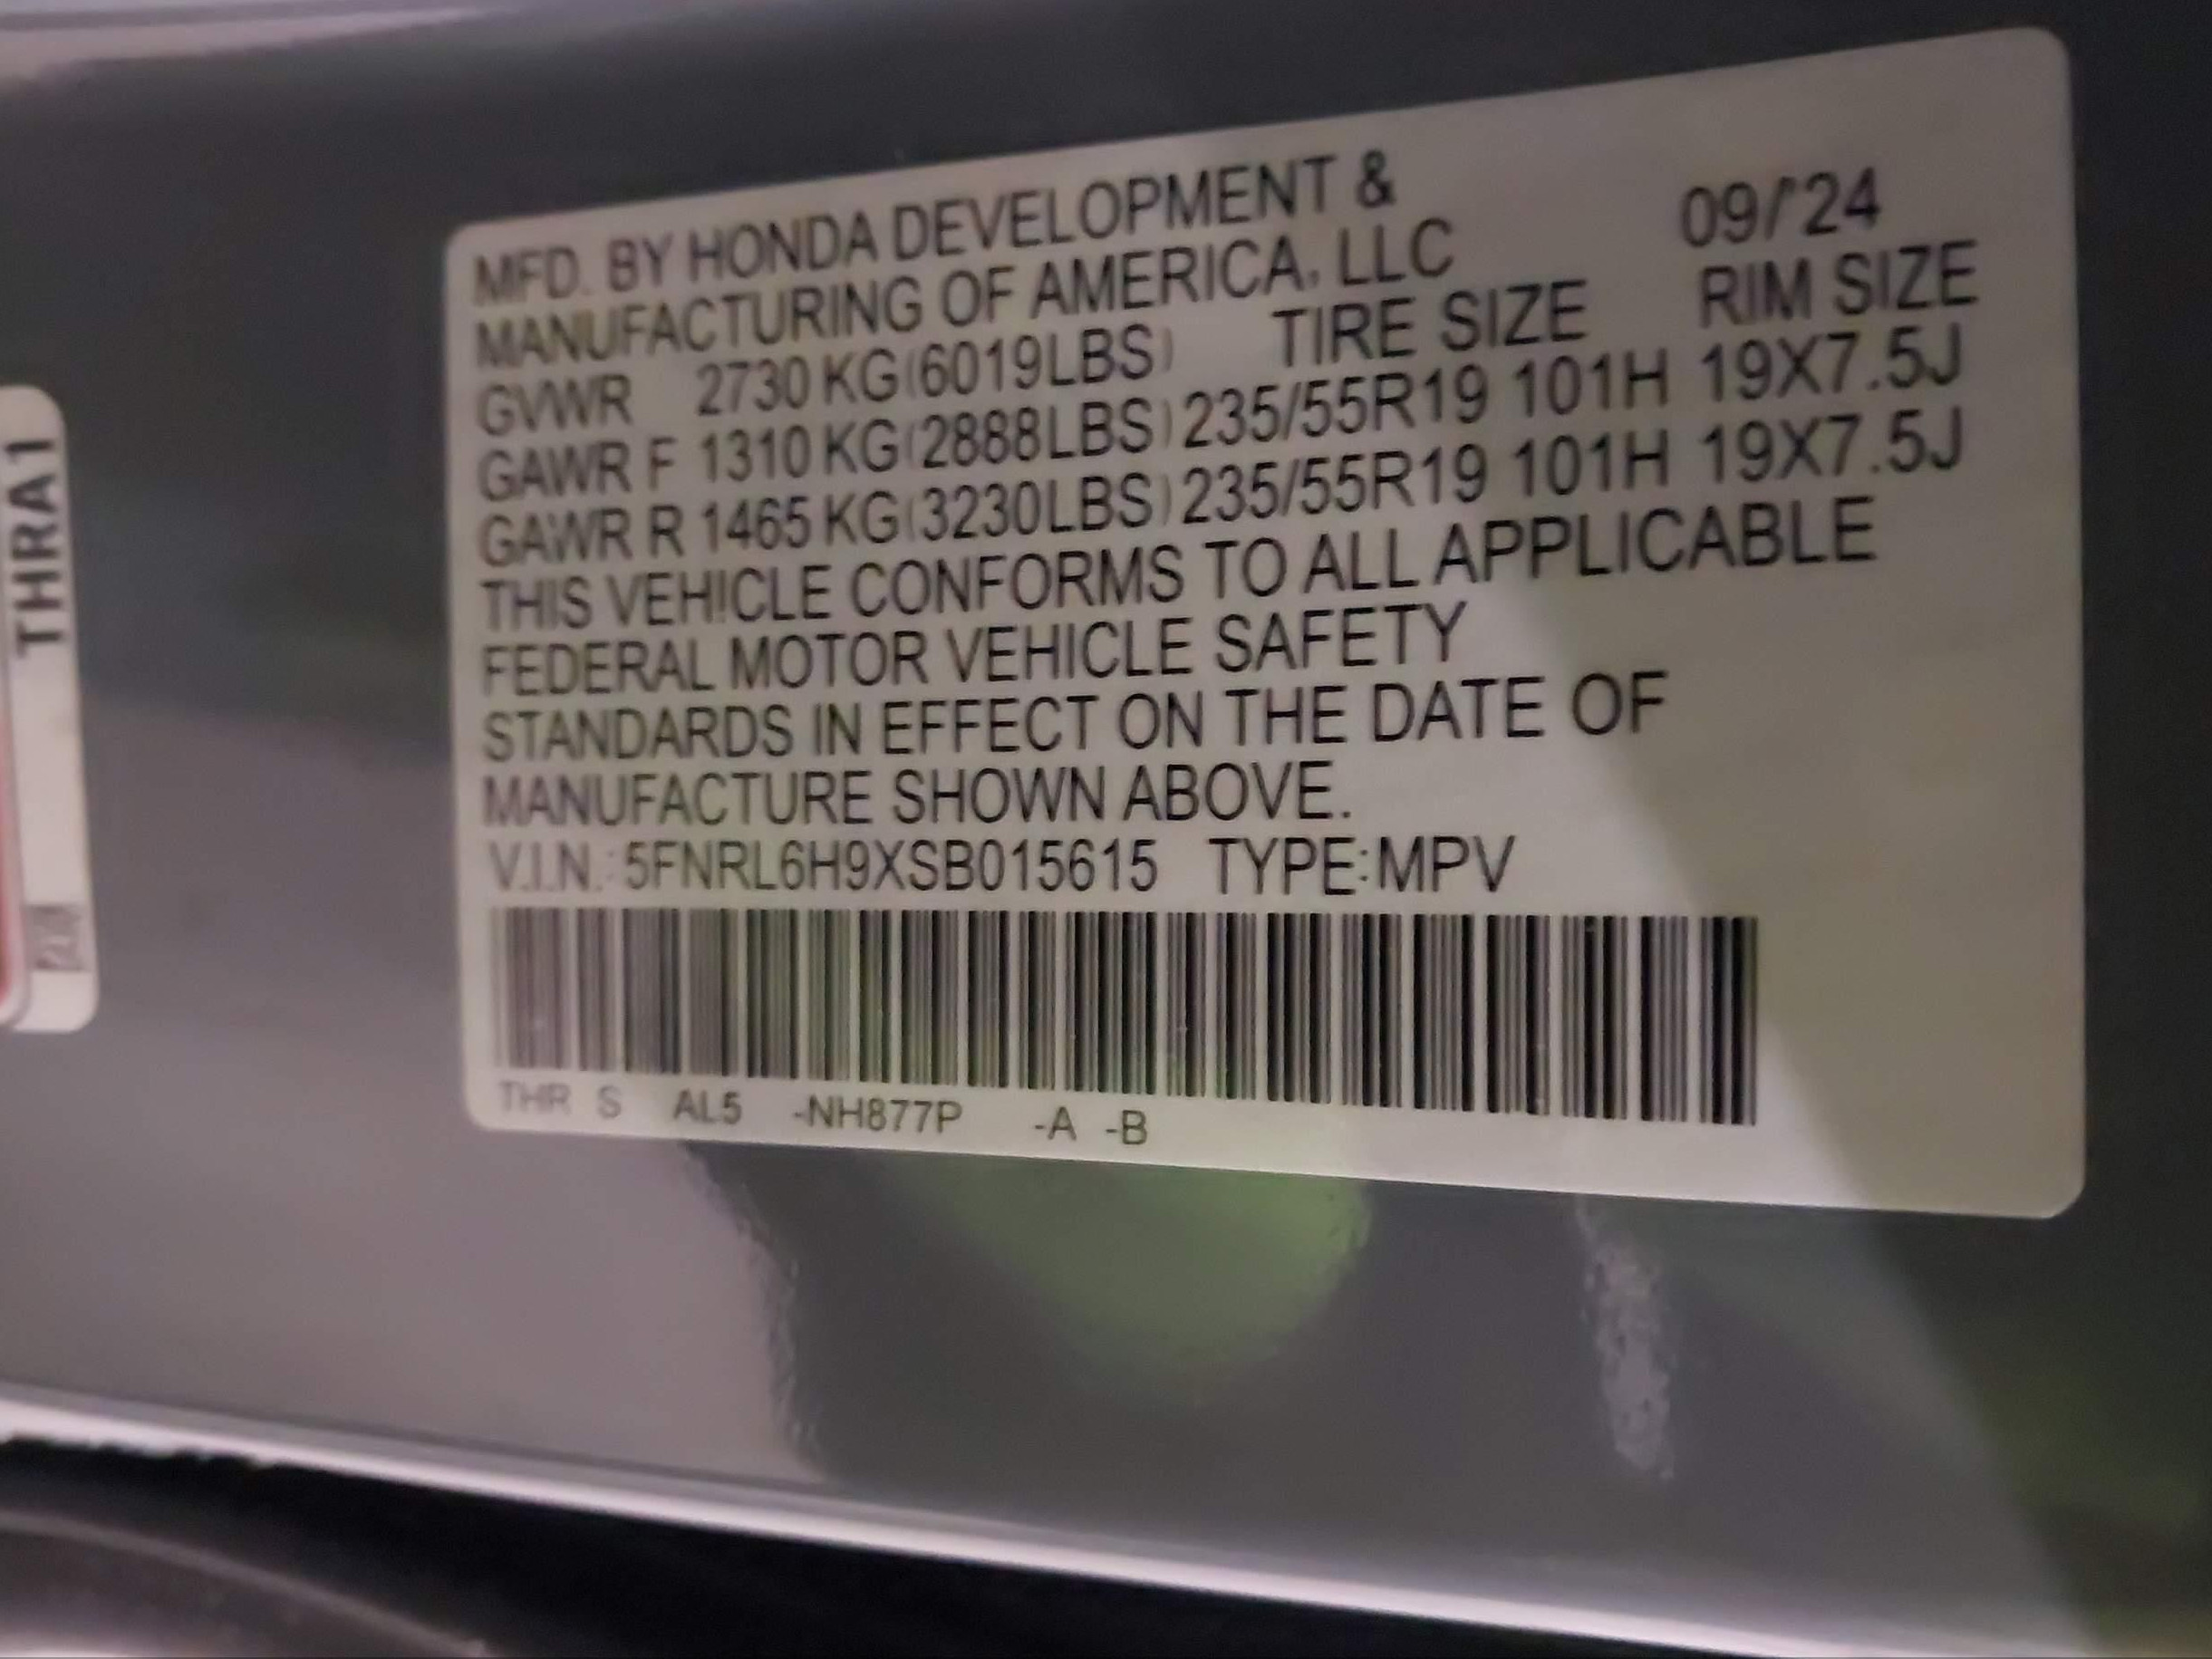 THRA1
MFD. BY HONDA DEVELOPMENT & 09/'24
MANUFACTURING OF AMERICA, LLC
GVWR 2730 KG(6019LBS) TIRE SIZE RIM SIZE
GAWR F 1310 KG(2888LBS) 235/55R19 101H 19X7.5J
GAWR R 1465 KG(3230LBS) 235/55R19 101H 19X7.5J
THIS VEHICLE CONFORMS TO ALL APPLICABLE
FEDERAL MOTOR VEHICLE SAFETY
STANDARDS IN EFFECT ON THE DATE OF
MANUFACTURE SHOWN ABOVE.
V.I.N.: 5FNRL6H9XSB015615 TYPE:MPV
THR S AL5 -NH877P -A -B